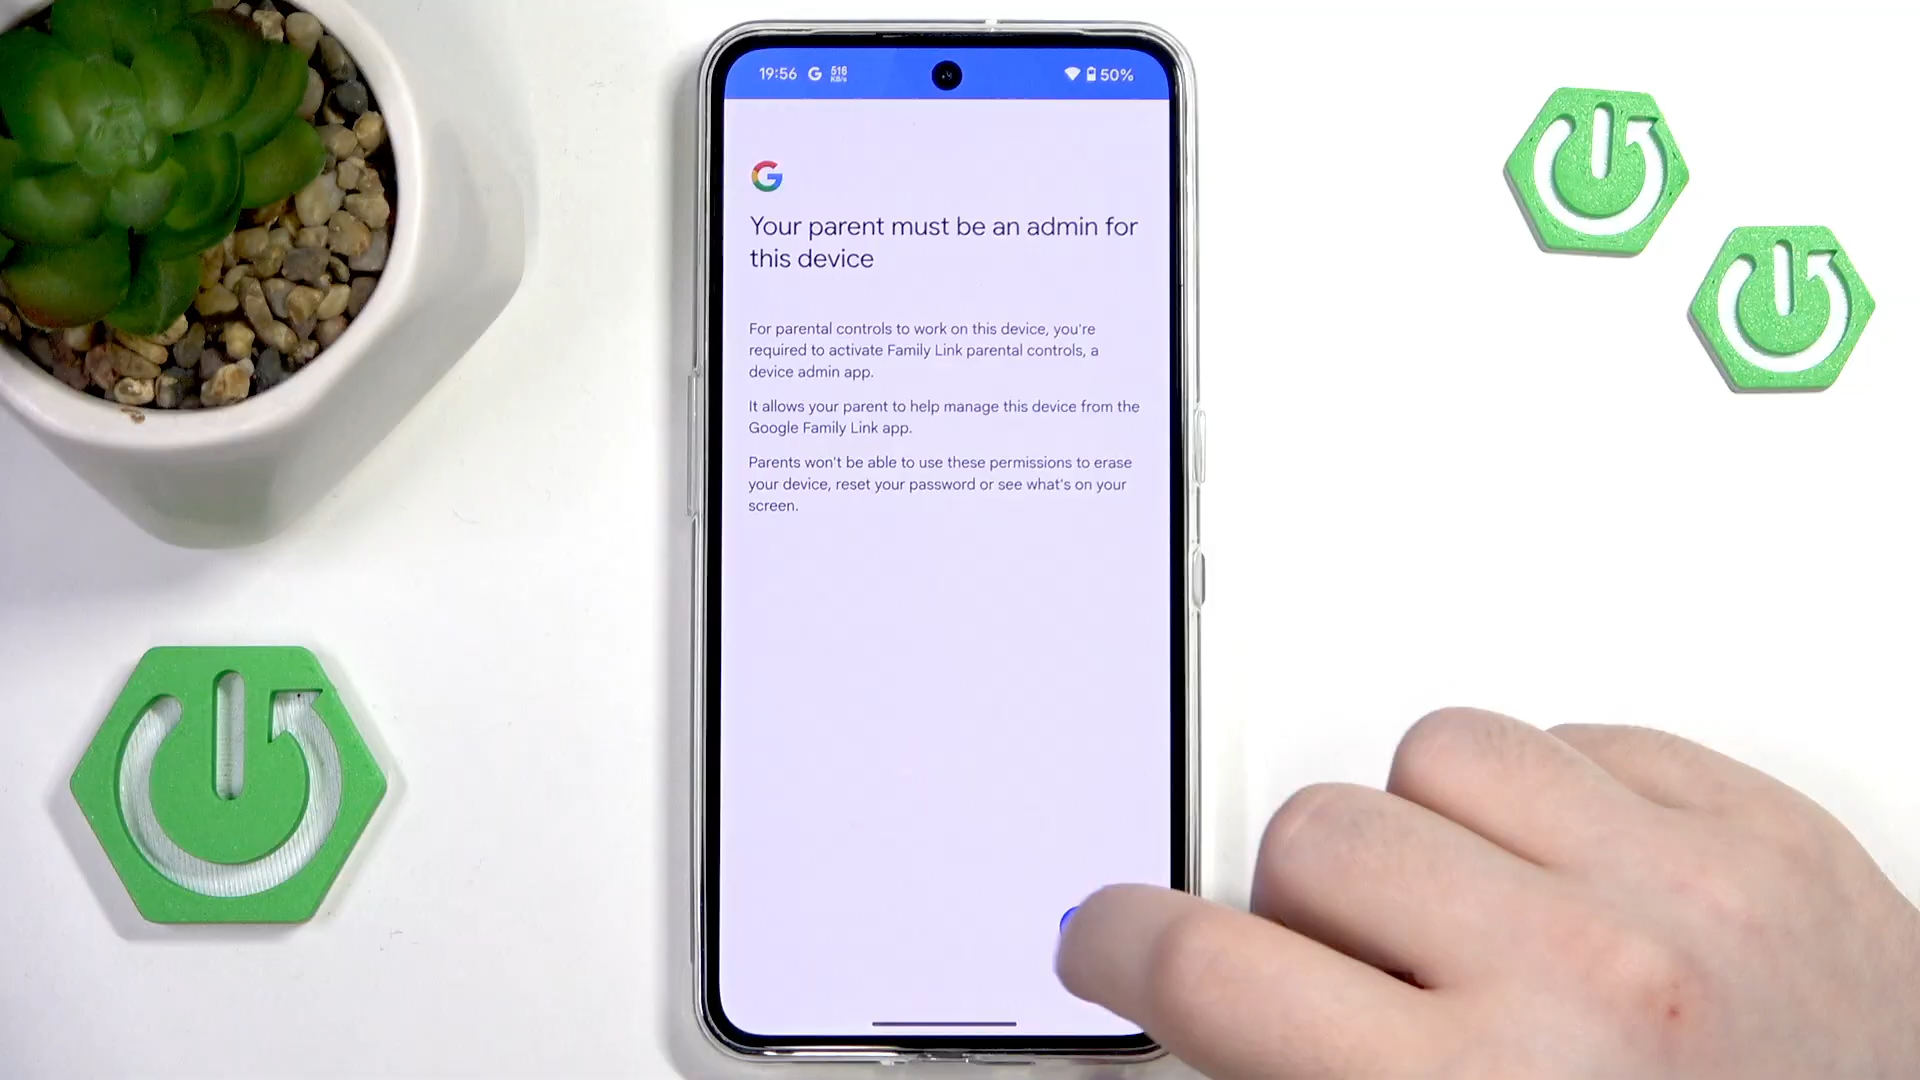 19:56 G 516 KB/s 50%
G
Your parent must be an admin for
this device
For parental controls to work on this device, you're
required to activate Family Link parental controls, a
device admin app.
It allows your parent to help manage this device from the
Google Family Link app.
Parents won't be able to use these permissions to erase
your device, reset your password or see what's on your
screen.